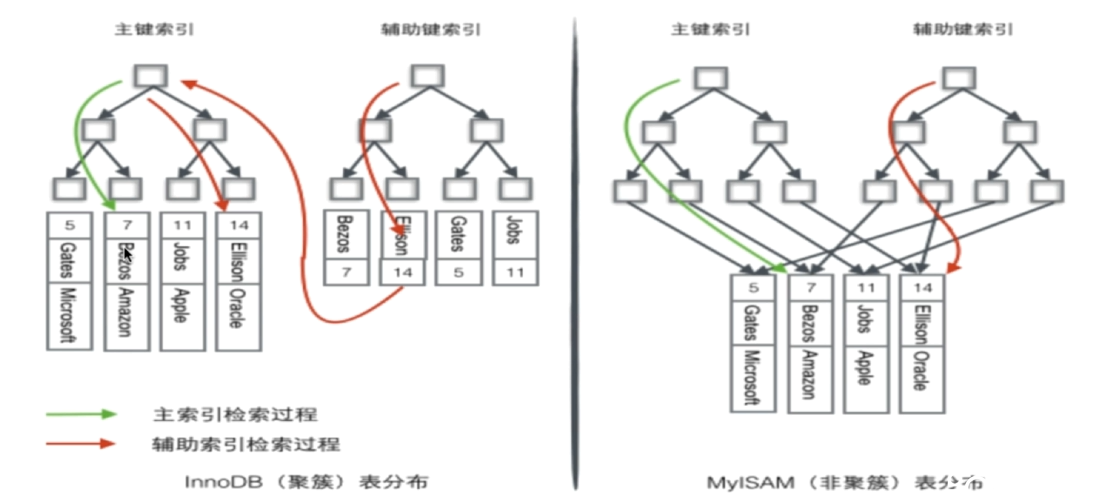 主键索引 辅助键索引 主键索引 辅助键索引
5 7 11 14
Gates Bezos Jobs Ellison
Microsoft Amazon Apple Oracle
Bezos Ellison Gates Jobs
7 14 5 11
5 7 11 14
Gates Bezos Jobs Ellison
Microsoft Amazon Apple Oracle
主索引检索过程
辅助索引检索过程
InnoDB（聚簇）表分布 MyISAM（非聚簇）表分布